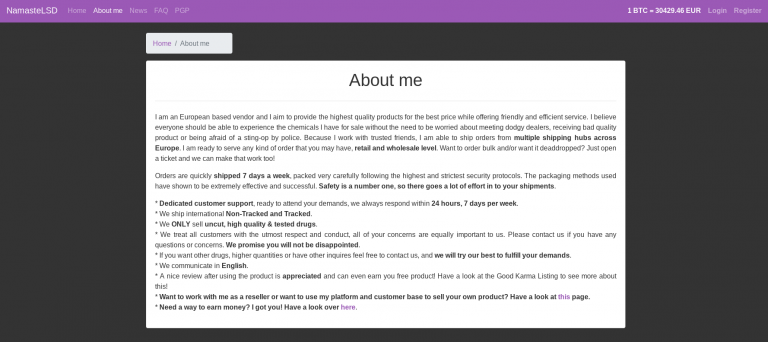 NamasteLSD Home About me News FAQ PGP 1 BTC = 30429.46 EUR Login Register
Home / About me
About me
I am an European based vendor and I aim to provide the highest quality products for the best price while offering friendly and efficient service. I believe
everyone should be able to experience the chemicals I have for sale without the need to be worried about meeting dodgy dealers, receiving bad quality
product or being afraid of a sting-op by police. Because I work with trusted friends, I am able to ship orders from multiple shipping hubs across
Europe. I am ready to serve any kind of order that you may have, retail and wholesale level. Want to order bulk and/or want it deaddropped? Just open
a ticket and we can make that work too!
Orders are quickly shipped 7 days a week, packed very carefully following the highest and strictest security protocols. The packaging methods used
have shown to be extremely effective and successful. Safety is a number one, so there goes a lot of effort in to your shipments.
* Dedicated customer support, ready to attend your demands, we always respond within 24 hours, 7 days per week.
* We ship international Non-Tracked and Tracked.
* We ONLY sell uncut, high quality & tested drugs.
* We treat all customers with the utmost respect and conduct, all of your concerns are equally important to us. Please contact us if you have any
questions or concerns. We promise you will not be disappointed.
* If you want other drugs, higher quantities or have other inquires feel free to contact us, and we will try our best to fulfill your demands.
* We communicate in English.
* A nice review after using the product is appreciated and can even earn you free product! Have a look at the Good Karma Listing to see more about
this!
* Want to work with me as a reseller or want to use my platform and customer base to sell your own product? Have a look at this page.
* Need a way to earn money? I got you! Have a look over here.